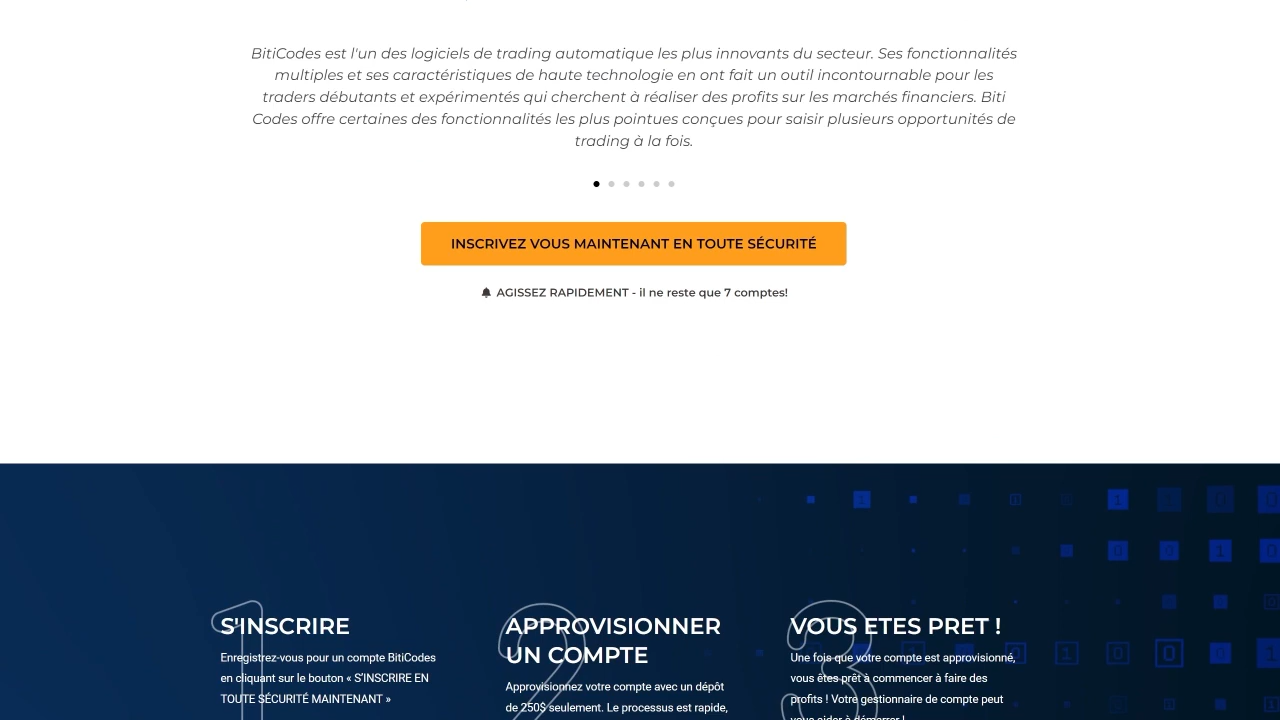 BitiCodes est l'un des logiciels de trading automatique les plus innovants du secteur. Ses fonctionnalités
multiples et ses caractéristiques de haute technologie en ont fait un outil incontournable pour les
traders débutants et expérimentés qui cherchent à réaliser des profits sur les marchés financiers. Biti
Codes offre certaines des fonctionnalités les plus pointues conçues pour saisir plusieurs opportunités de
trading à la fois.
INSCRIVEZ VOUS MAINTENANT EN TOUTE SÉCURITÉ
AGISSEZ RAPIDEMENT - il ne reste que 7 comptes!
1
S'INSCRIRE
Enregistrez-vous pour un compte BitiCodes
en cliquant sur le bouton « S'INSCRIRE EN
TOUTE SÉCURITÉ MAINTENANT »
2
APPROVISIONNER
UN COMPTE
Approvisionnez votre compte avec un dépôt
de 250$ seulement. Le processus est rapide,
3
VOUS ETES PRET !
Une fois que votre compte est approvisionné,
vous êtes prêt à commencer à faire des
profits ! Votre gestionnaire de compte peut
vous aider à démarrer !